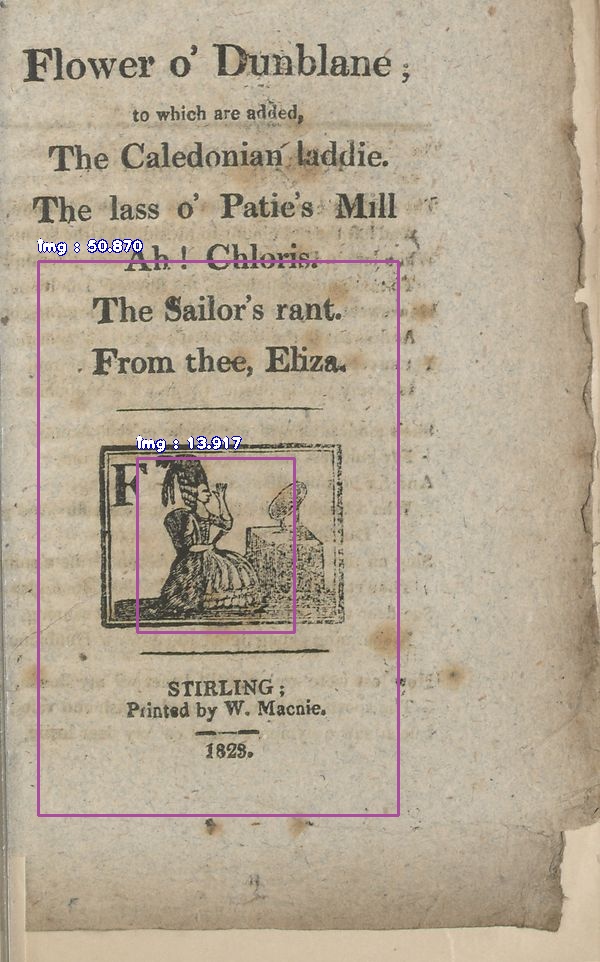 Flower o' Dunblane;
to which are added,
The Caledonian laddie.
The lass o' Patie's Mill
img : 50.870
Ah! Chloris.
The Sailor's rant.
From thee, Eliza.
img : 13.917
F
STIRLING;
Printed by W. Macnie.
1828.